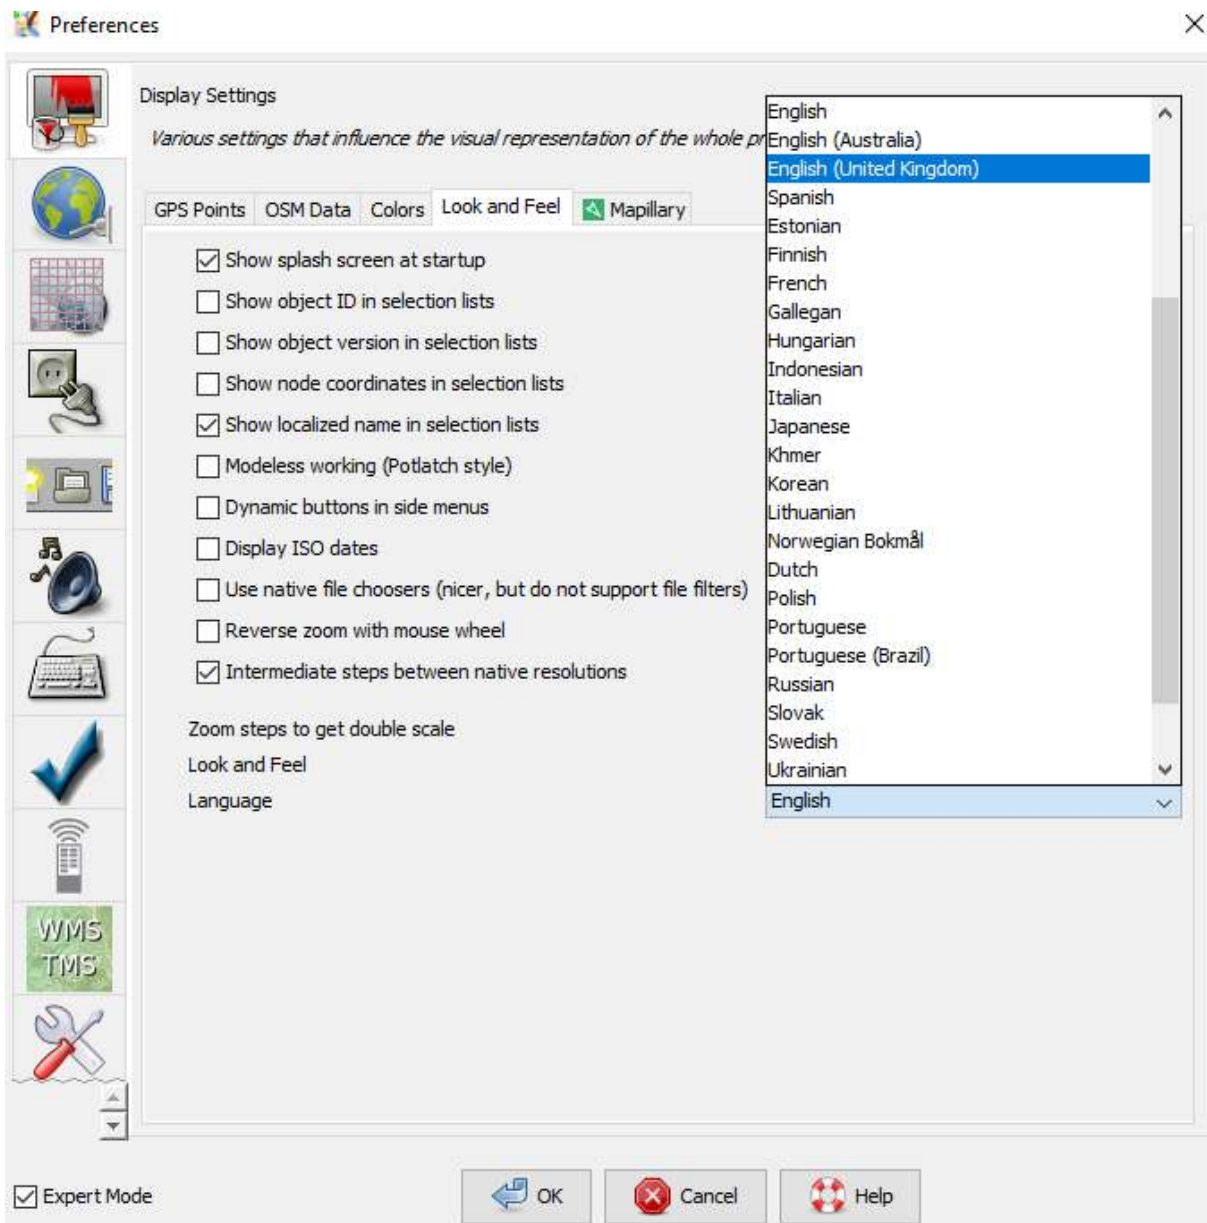 Preferences
Display Settings
Various settings that influence the visual representation of the whole pr
GPS Points OSM Data Colors Look and Feel Mapillary
Show splash screen at startup
Show object ID in selection lists
Show object version in selection lists
Show node coordinates in selection lists
Show localized name in selection lists
Modeless working (Potlatch style)
Dynamic buttons in side menus
Display ISO dates
Use native file choosers (nicer, but do not support file filters)
Reverse zoom with mouse wheel
Intermediate steps between native resolutions
Zoom steps to get double scale
Look and Feel
Language
English
English (Australia)
English (United Kingdom)
Spanish
Estonian
Finnish
French
Gallegan
Hungarian
Indonesian
Italian
Japanese
Khmer
Korean
Lithuanian
Norwegian Bokmål
Dutch
Polish
Portuguese
Portuguese (Brazil)
Russian
Slovak
Swedish
Ukrainian
English
WMS
TMS
Expert Mode
OK Cancel Help